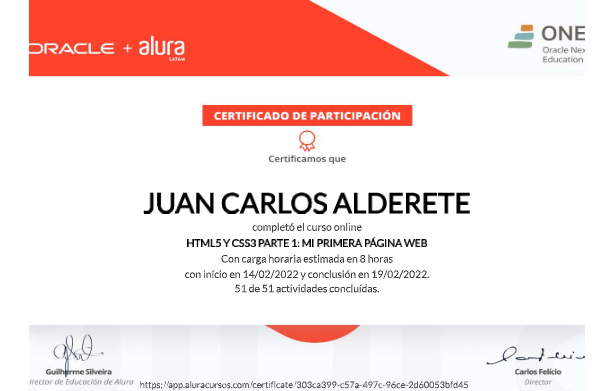 ORACLE + alura
LATAM
ONE
Oracle Nex
Education
CERTIFICADO DE PARTICIPACIÓN
Certificamos que
JUAN CARLOS ALDERETE
completó el curso online
HTML5 Y CSS3 PARTE 1: MI PRIMERA PÁGINA WEB
Con carga horaria estimada en 8 horas
con início en 14/02/2022 y conclusión en 19/02/2022.
51 de 51 actividades concluídas.
Guilherme Silveira
Director de Educación de Alura
https://app.aluracursos.com/certificate/303ca399-c57a-497c-96ce-2d60053bfd45
Carlos Felício
Director